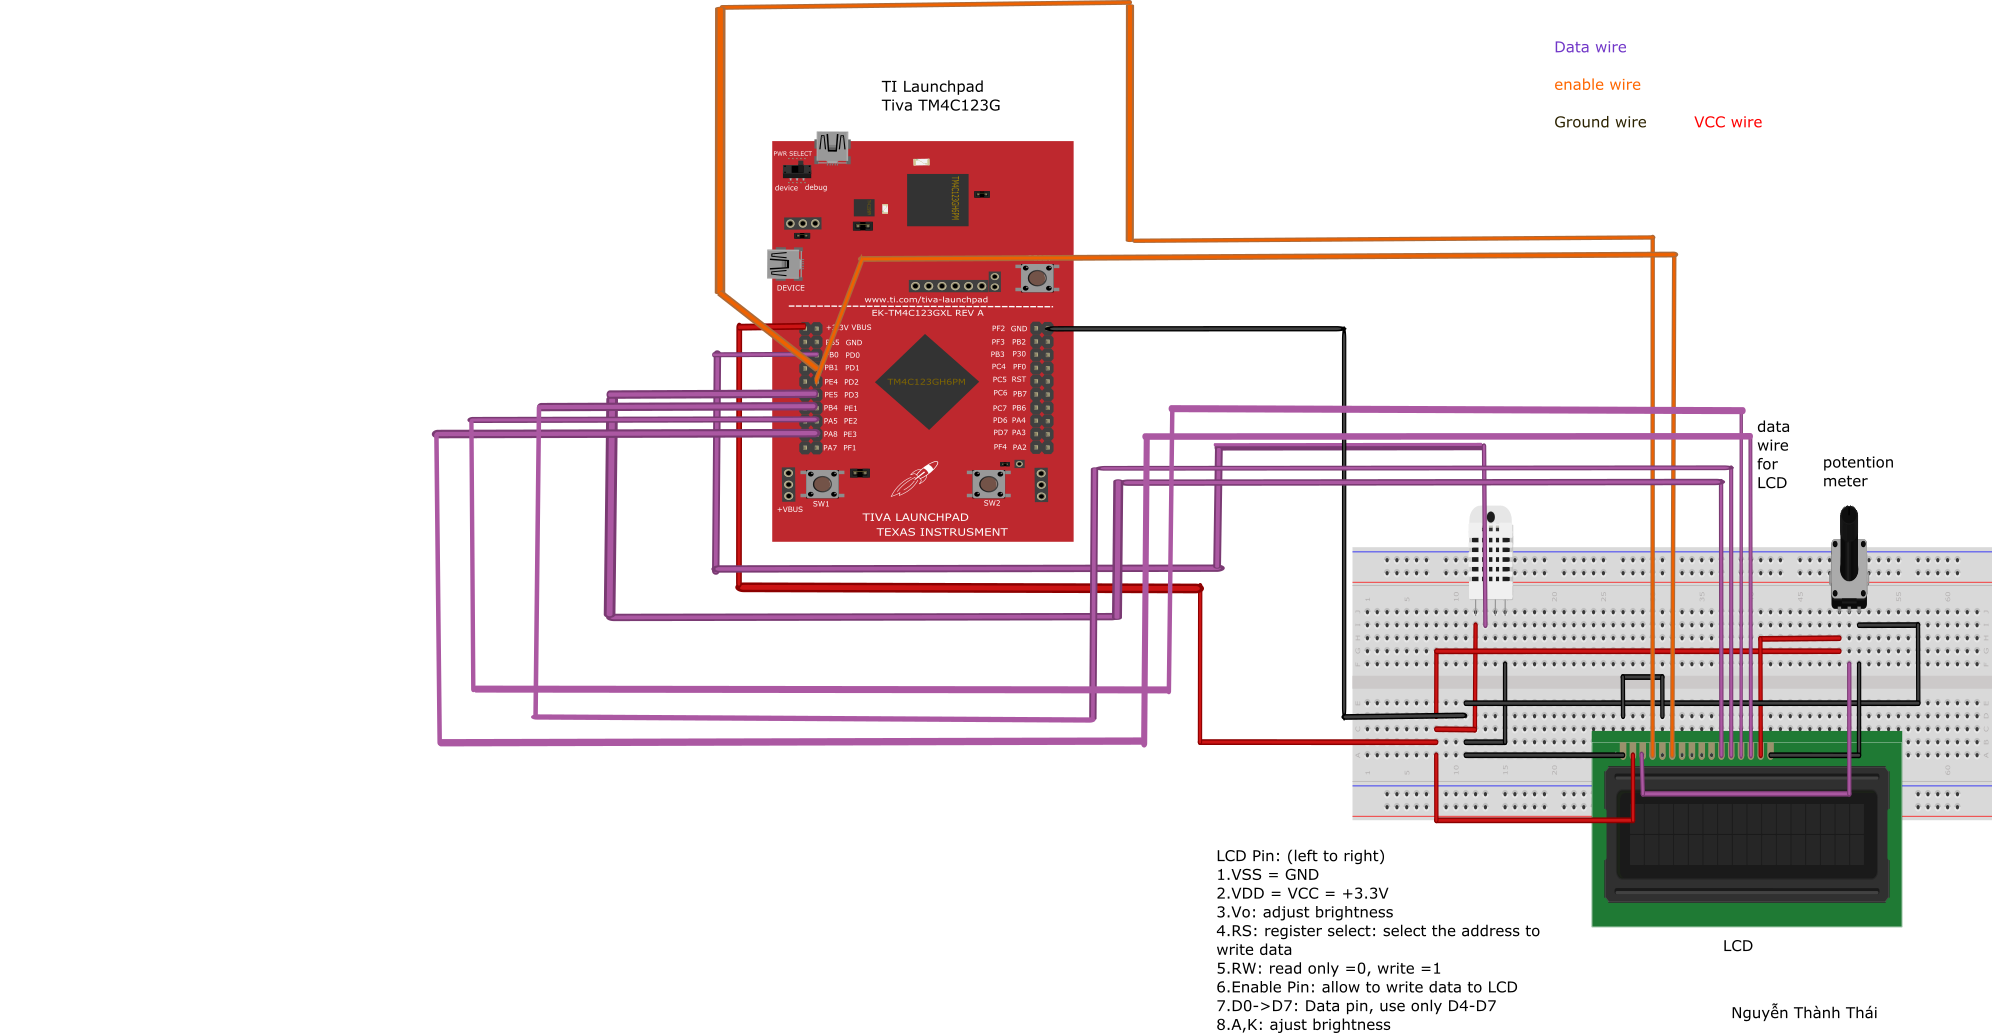 Data wire
enable wire
Ground wire VCC wire
TI Launchpad
Tiva TM4C123G
PWR SELECT
device debug
TM4C123GH6PM
DEVICE
www.ti.com/tiva-launchpad
EK-TM4C123GXL REV A
VBUS
GND
PD0
PB1 PD1
PE4 PD2
PE5 PD3
PB4 PE1
PA5 PE2
PA8 PE3
PA7 PF1
PF2 GND
PF3 PB2
PB3 P30
PC4 PF0
PC5 RST
PC6 PB7
PC7 PB6
PD6 PA4
PD7 PA3
PF4 PA2
TM4C123GH6PM
SW1
SW2
+VBUS
TIVA LAUNCHPAD
TEXAS INSTRUSMENT
data
wire
for
LCD
potention
meter
LCD Pin: (left to right)
1.VSS = GND
2.VDD = VCC = +3.3V
3.Vo: adjust brightness
4.RS: register select: select the address to
write data
5.RW: read only =0, write =1
6.Enable Pin: allow to write data to LCD
7.D0->D7: Data pin, use only D4-D7
8.A,K: ajust brightness
LCD
Nguyễn Thành Thái